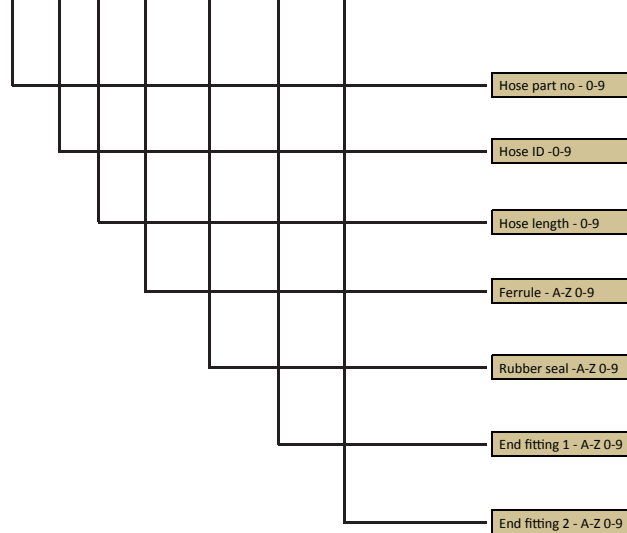 Hose part no - 0-9
Hose ID -0-9
Hose length - 0-9
Ferrule - A-Z 0-9
Rubber seal -A-Z 0-9
End fitting 1 - A-Z 0-9
End fitting 2 - A-Z 0-9